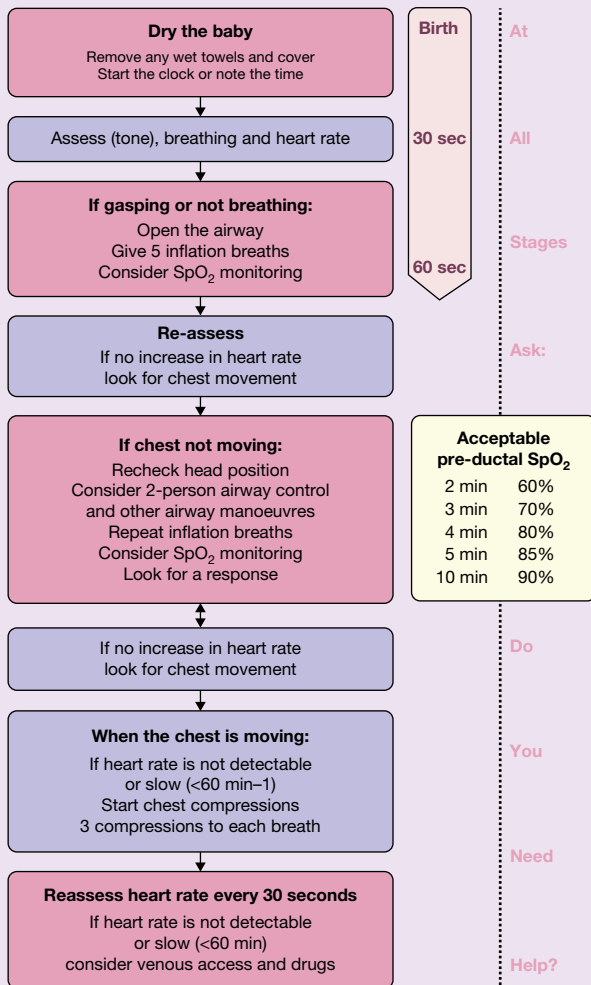 Dry the baby
Remove any wet towels and cover
Start the clock or note the time
Assess (tone), breathing and heart rate
If gasping or not breathing:
Open the airway
Give 5 inflation breaths
Consider SpO₂ monitoring
Re-assess
If no increase in heart rate
look for chest movement
If chest not moving:
Recheck head position
Consider 2-person airway control
and other airway manoeuvres
Repeat inflation breaths
Consider SpO₂ monitoring
Look for a response
If no increase in heart rate
look for chest movement
When the chest is moving:
If heart rate is not detectable
or slow (<60 min–1)
Start chest compressions
3 compressions to each breath
Reassess heart rate every 30 seconds
If heart rate is not detectable
or slow (<60 min)
consider venous access and drugs
Birth
30 sec
60 sec
Acceptable
pre-ductal SpO₂
2 min 60%
3 min 70%
4 min 80%
5 min 85%
10 min 90%
At
All
Stages
Ask:
Do
You
Need
Help?